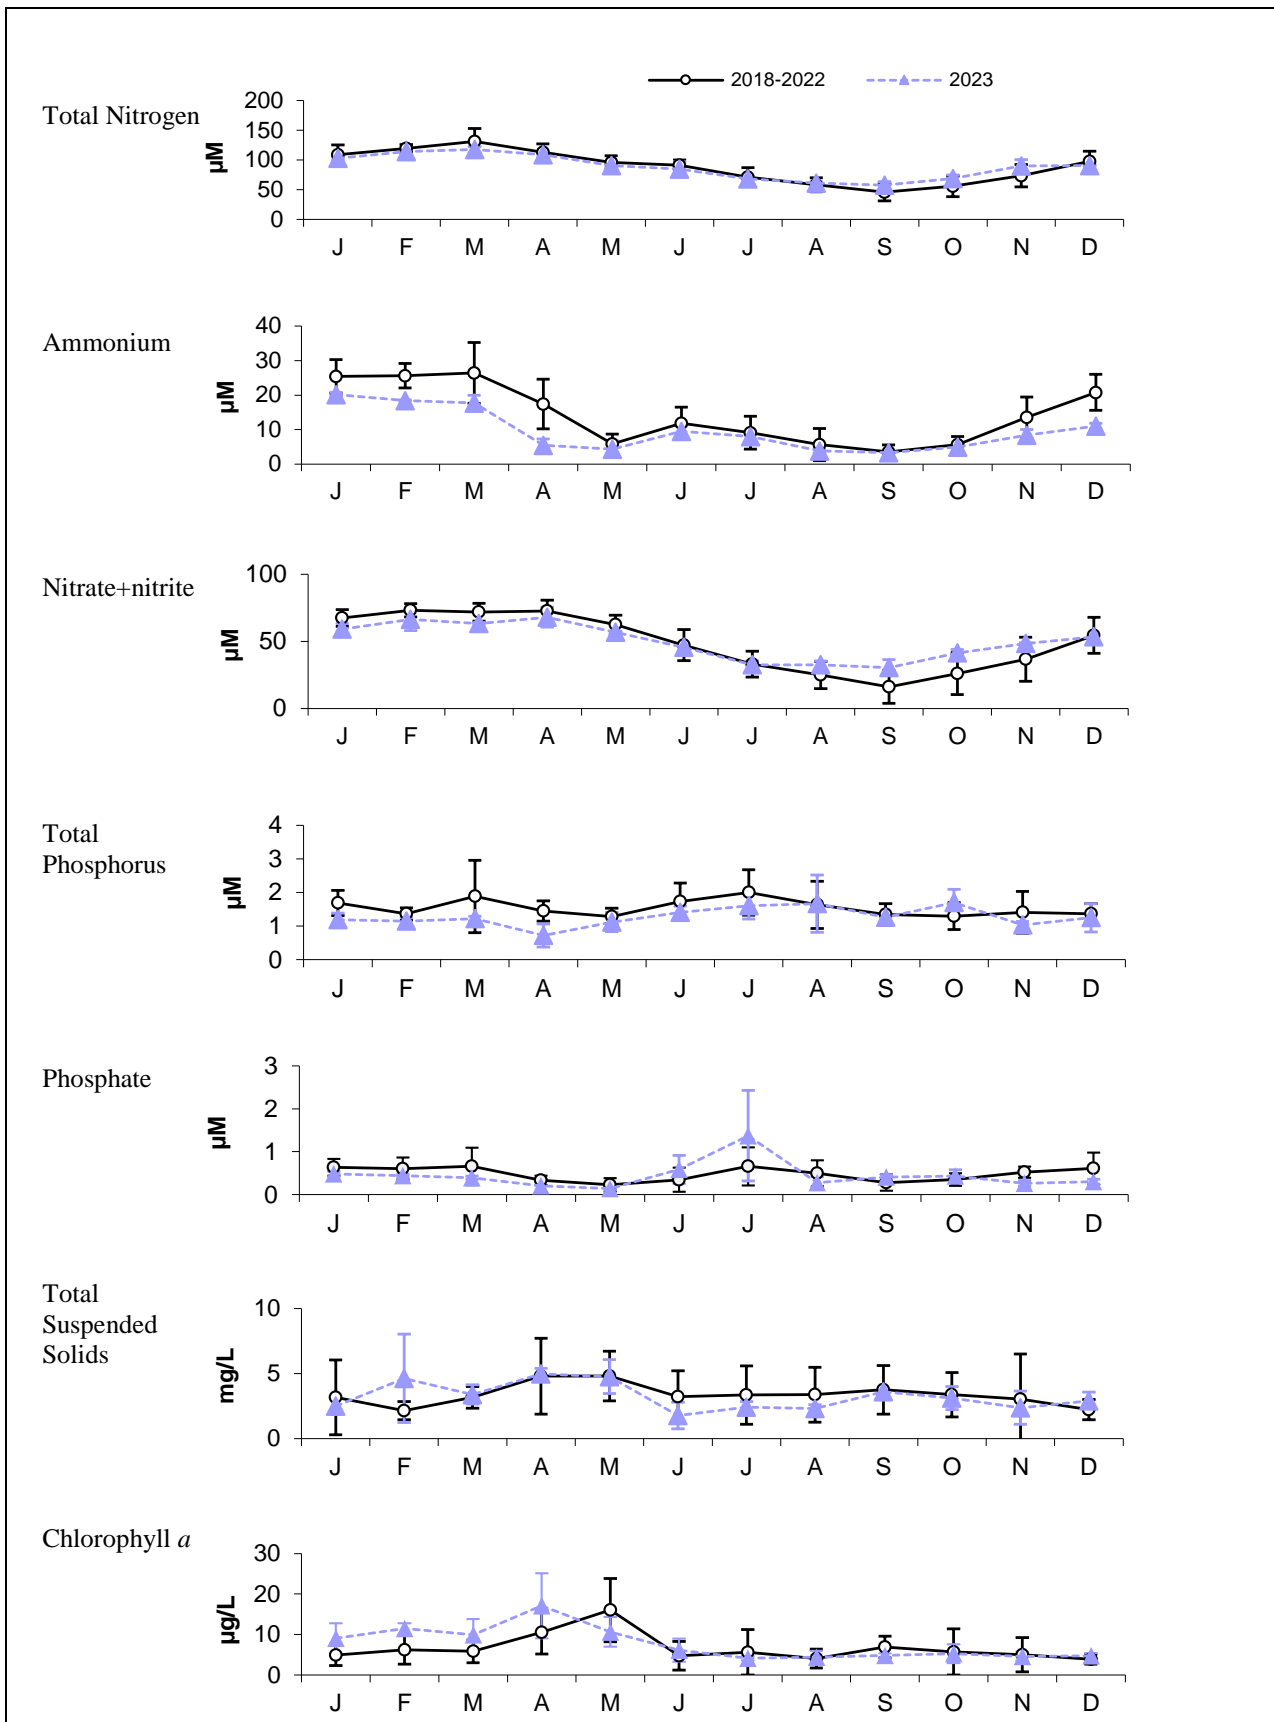 2018-2022 2023
Total Nitrogen
200
150
100
50
0
µM
J F M A M J J A S O N D
Ammonium
40
30
20
10
0
µM
J F M A M J J A S O N D
Nitrate+nitrite
100
50
0
µM
J F M A M J J A S O N D
Total
Phosphorus
4
3
2
1
0
µM
J F M A M J J A S O N D
Phosphate
3
2
1
0
µM
J F M A M J J A S O N D
Total
Suspended
Solids
10
5
0
mg/L
J F M A M J J A S O N D
Chlorophyll a
30
20
10
0
µg/L
J F M A M J J A S O N D